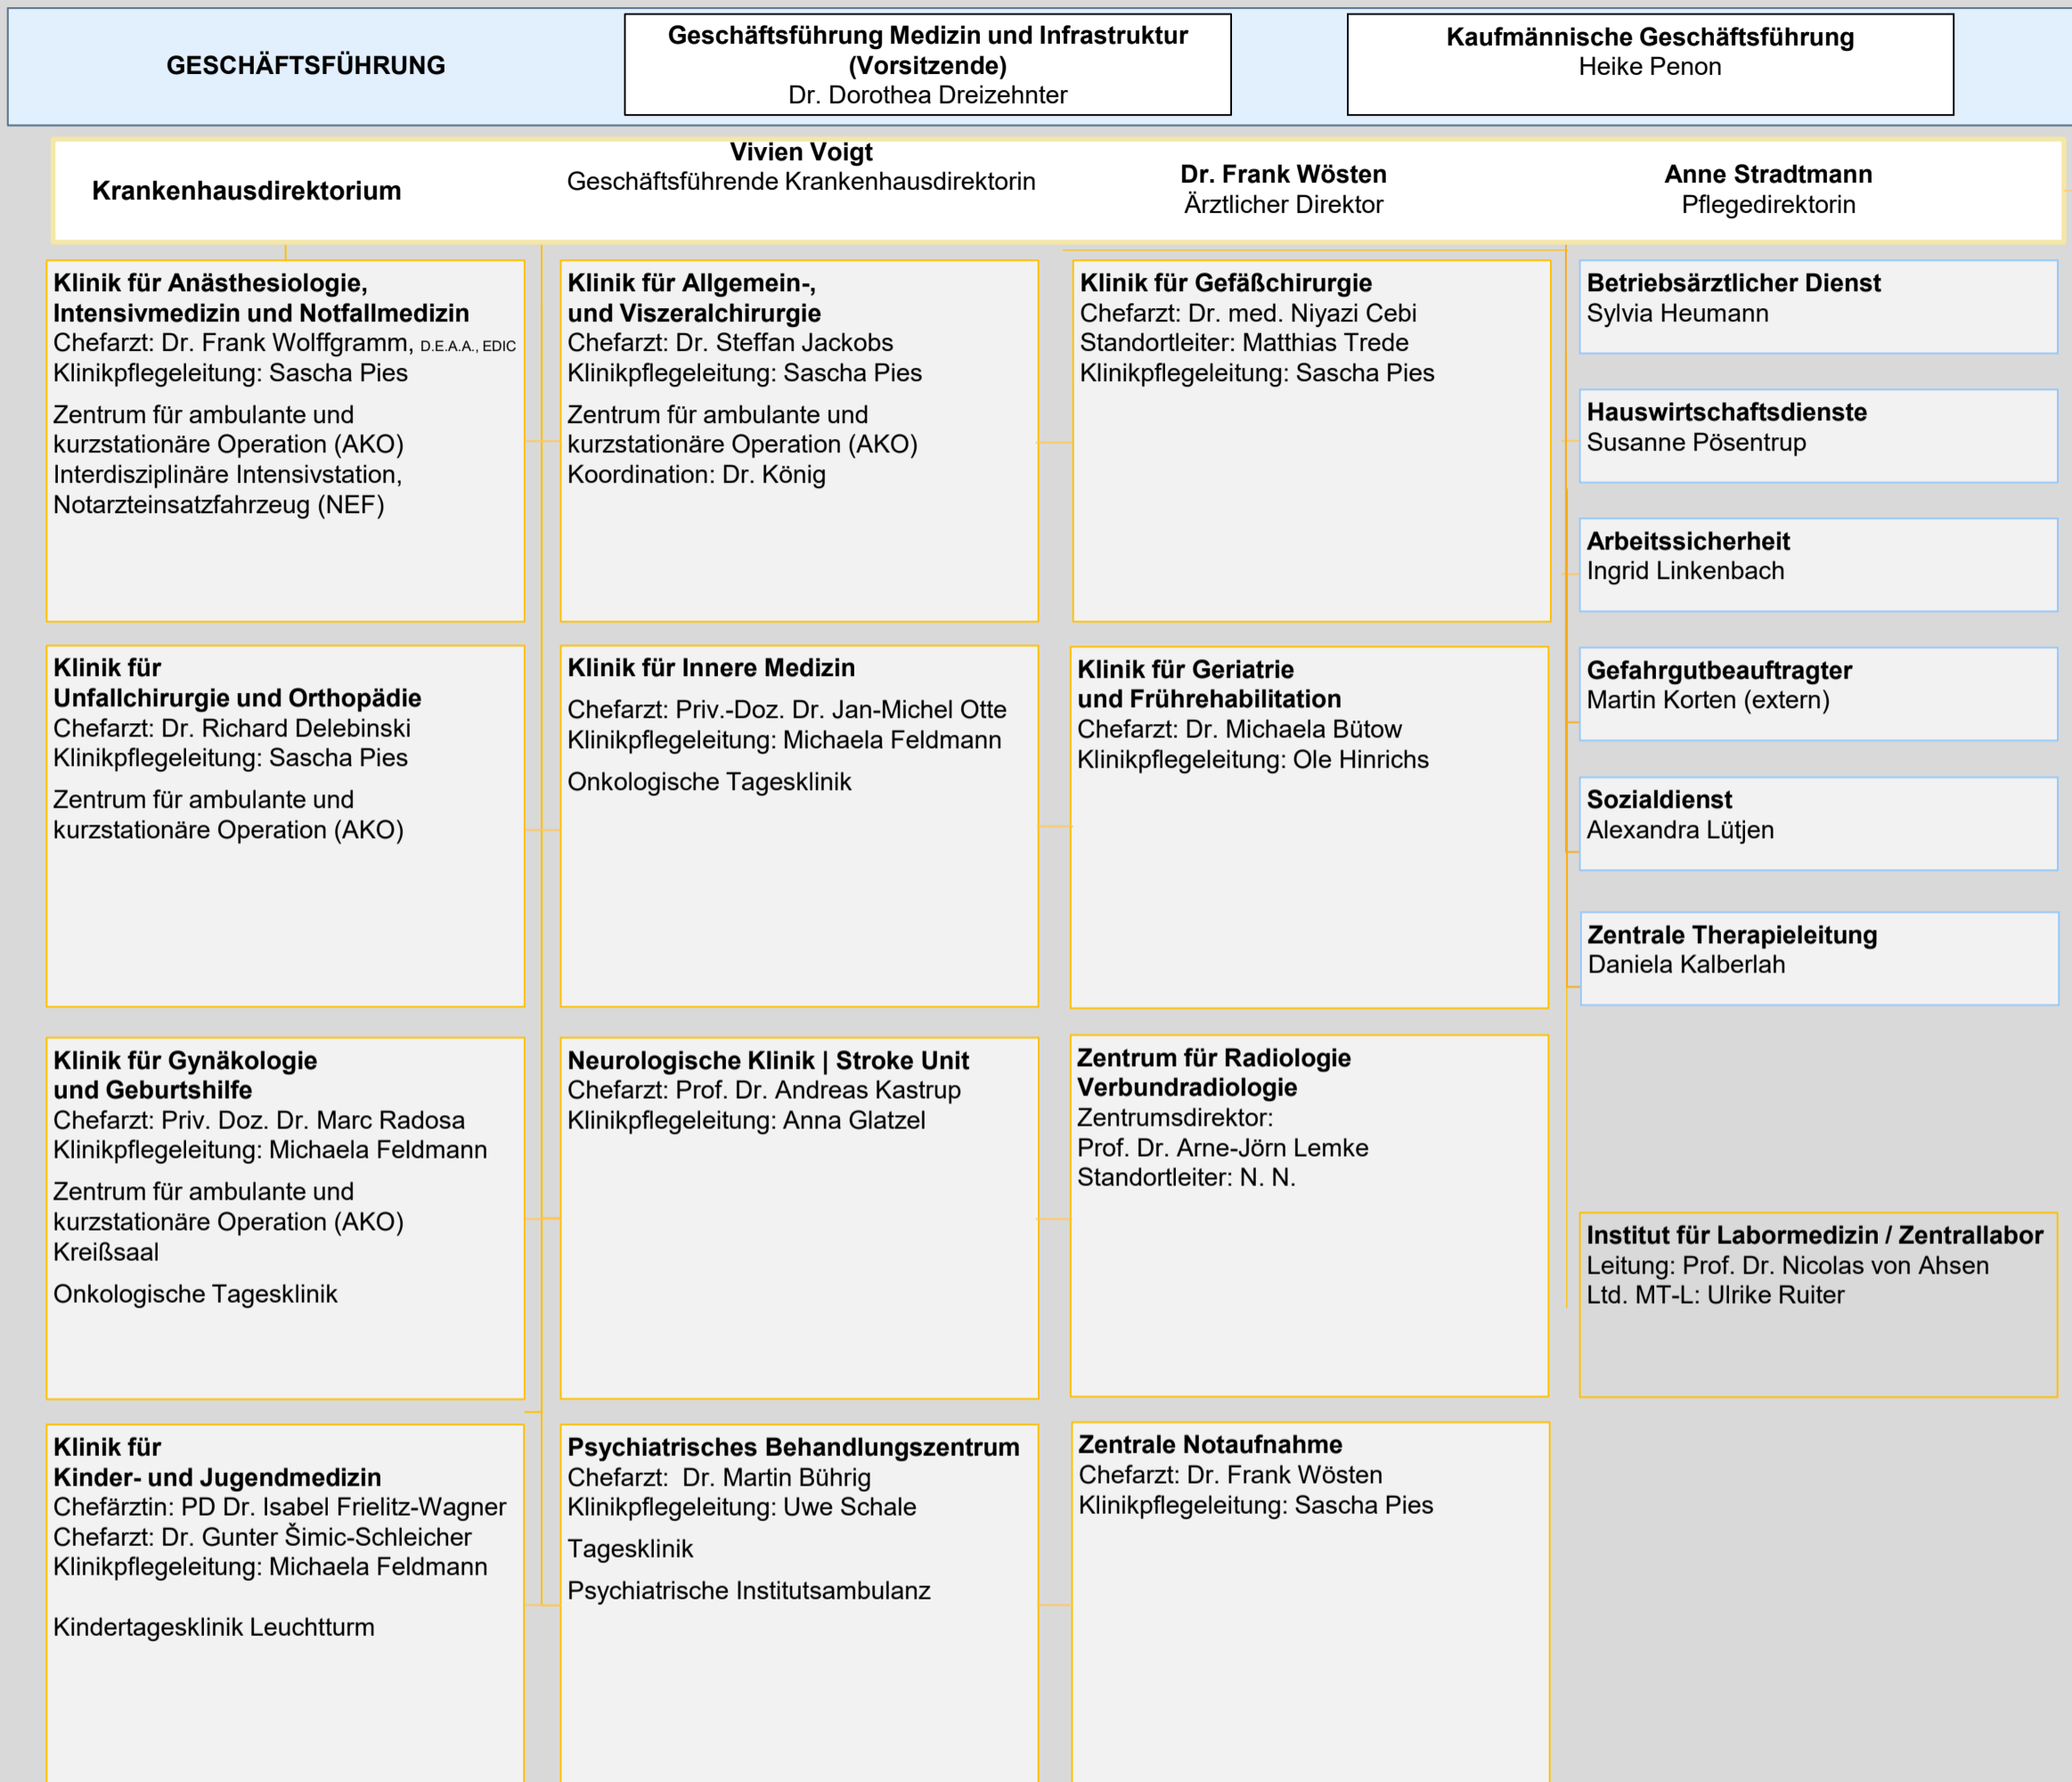 GESCHÄFTSFÜHRUNG
Geschäftsführung Medizin und Infrastruktur
(Vorsitzende)
Dr. Dorothea Dreizehnter
Kaufmännische Geschäftsführung
Heike Penon
Krankenhausdirektorium
Vivien Voigt
Geschäftsführende Krankenhausdirektorin
Dr. Frank Wösten
Ärztlicher Direktor
Anne Stradtmann
Pflegedirektorin
Klinik für Anästhesiologie,
Intensivmedizin und Notfallmedizin
Chefarzt: Dr. Frank Wolffgramm, D.E.A.A., EDIC
Klinikpflegeleitung: Sascha Pies
Zentrum für ambulante und
kurzstationäre Operation (AKO)
Interdisziplinäre Intensivstation,
Notarzteinsatzfahrzeug (NEF)
Klinik für Allgemein-,
und Viszeralchirurgie
Chefarzt: Dr. Steffan Jackobs
Klinikpflegeleitung: Sascha Pies
Zentrum für ambulante und
kurzstationäre Operation (AKO)
Koordination: Dr. König
Klinik für Gefäßchirurgie
Chefarzt: Dr. med. Niyazi Cebi
Standortleiter: Matthias Trede
Klinikpflegeleitung: Sascha Pies
Betriebsärztlicher Dienst
Sylvia Heumann
Hauswirtschaftsdienste
Susanne Pösentrup
Arbeitssicherheit
Ingrid Linkenbach
Klinik für
Unfallchirurgie und Orthopädie
Chefarzt: Dr. Richard Delebinski
Klinikpflegeleitung: Sascha Pies
Zentrum für ambulante und
kurzstationäre Operation (AKO)
Klinik für Innere Medizin
Chefarzt: Priv.-Doz. Dr. Jan-Michel Otte
Klinikpflegeleitung: Michaela Feldmann
Onkologische Tagesklinik
Klinik für Geriatrie
und Frührehabilitation
Chefarzt: Dr. Michaela Bütow
Klinikpflegeleitung: Ole Hinrichs
Gefahrgutbeauftragter
Martin Korten (extern)
Sozialdienst
Alexandra Lütjen
Zentrale Therapieleitung
Daniela Kalberlah
Klinik für Gynäkologie
und Geburtshilfe
Chefarzt: Priv. Doz. Dr. Marc Radosa
Klinikpflegeleitung: Michaela Feldmann
Zentrum für ambulante und
kurzstationäre Operation (AKO)
Kreißsaal
Onkologische Tagesklinik
Neurologische Klinik | Stroke Unit
Chefarzt: Prof. Dr. Andreas Kastrup
Klinikpflegeleitung: Anna Glatzel
Zentrum für Radiologie
Verbundradiologie
Zentrumsdirektor:
Prof. Dr. Arne-Jörn Lemke
Standortleiter: N. N.
Institut für Labormedizin / Zentrallabor
Leitung: Prof. Dr. Nicolas von Ahsen
Ltd. MT-L: Ulrike Ruiter
Klinik für
Kinder- und Jugendmedizin
Chefärztin: PD Dr. Isabel Frielitz-Wagner
Chefarzt: Dr. Gunter Šimic-Schleicher
Klinikpflegeleitung: Michaela Feldmann
Kindertagesklinik Leuchtturm
Psychiatrisches Behandlungszentrum
Chefarzt: Dr. Martin Bührig
Klinikpflegeleitung: Uwe Schale
Tagesklinik
Psychiatrische Institutsambulanz
Zentrale Notaufnahme
Chefarzt: Dr. Frank Wösten
Klinikpflegeleitung: Sascha Pies